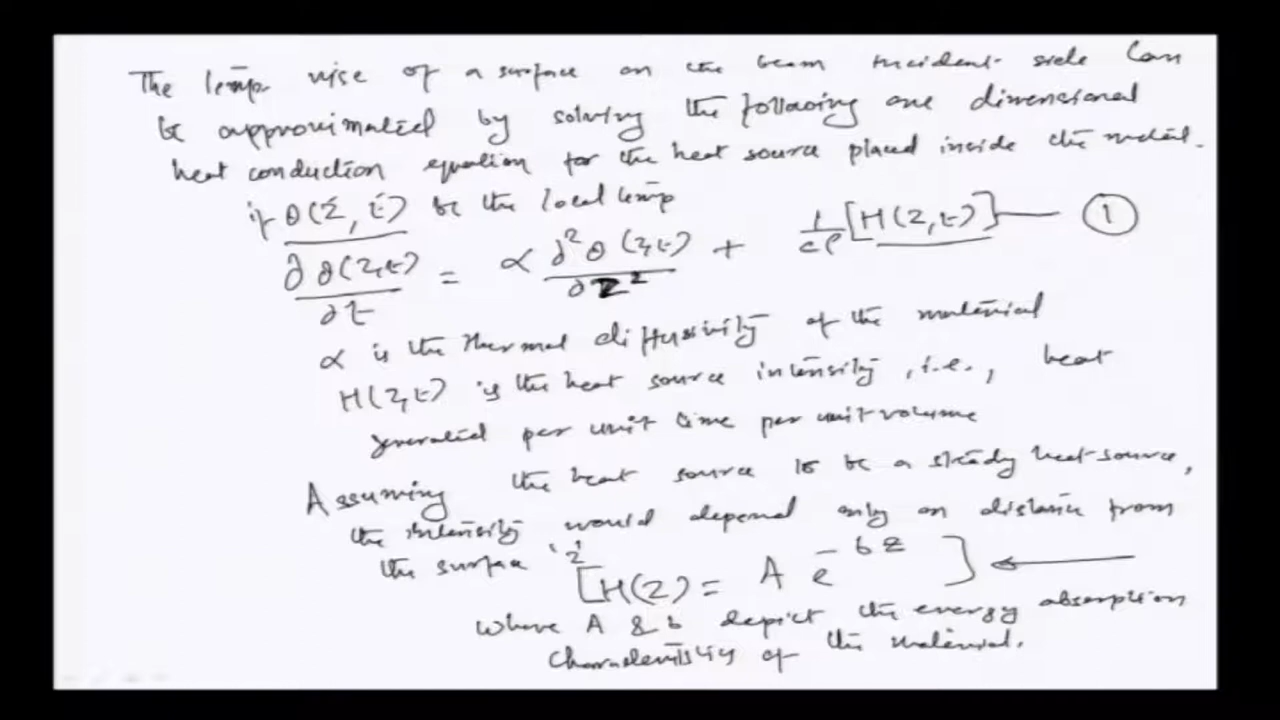 The temp rise of a surface on the beam incident side can
be approximated by solving the following one dimensional
heat conduction equation for the heat source placed inside the metal.
if θ(z, t) be the local temp
∂θ(z,t)/∂t = α ∂²θ(z,t)/∂z² + 1/cρ [H(z,t)] — ①
α is the thermal diffusivity of the material
H(z,t) is the heat source intensity, i.e., heat
generated per unit time per unit volume
Assuming the heat source to be a steady heat source,
the intensity would depend only on distance from
the surface 'z'
[H(z) = A e^{-bz}] ←
where A & b depict the energy absorption
characteristics of the material.